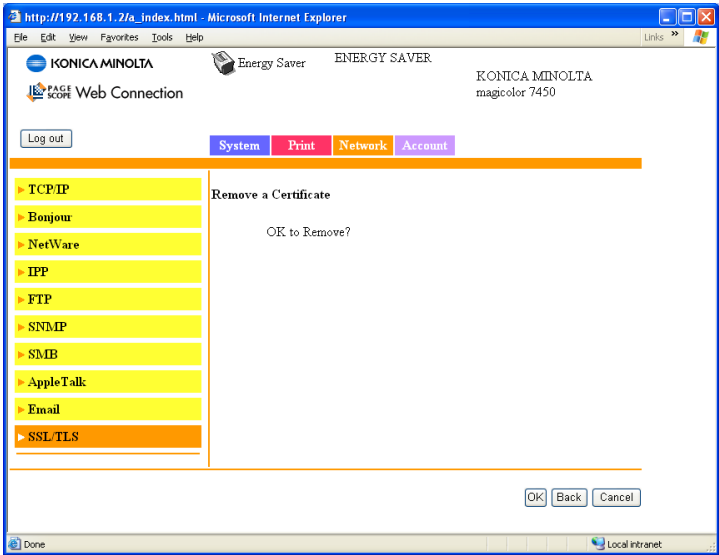 http://192.168.1.2/a_index.html - Microsoft Internet Explorer
File Edit View Favorites Tools Help
Links »
KONICA MINOLTA
PAGE SCOPE Web Connection
Energy Saver
ENERGY SAVER
KONICA MINOLTA
magicolor 7450
Log out
System Print Network Account
TCP/IP
Bonjour
NetWare
IPP
FTP
SNMP
SMB
AppleTalk
Email
SSL/TLS
Remove a Certificate
OK to Remove?
OK Back Cancel
Done
Local intranet